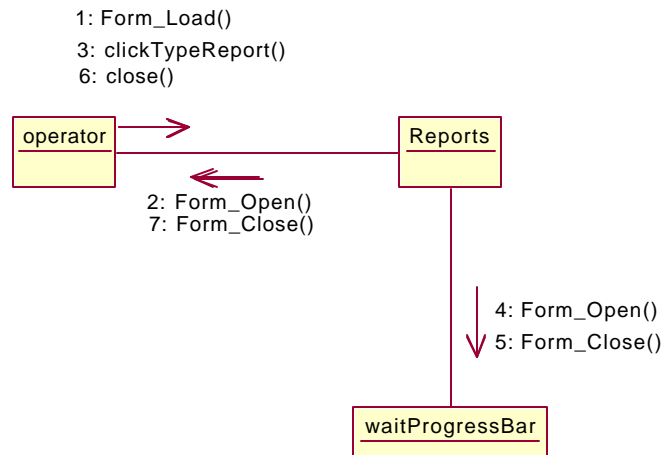 1: Form_Load()
3: clickTypeReport()
6: close()
operator
Reports
2: Form_Open()
7: Form_Close()
4: Form_Open()
5: Form_Close()
waitProgressBar